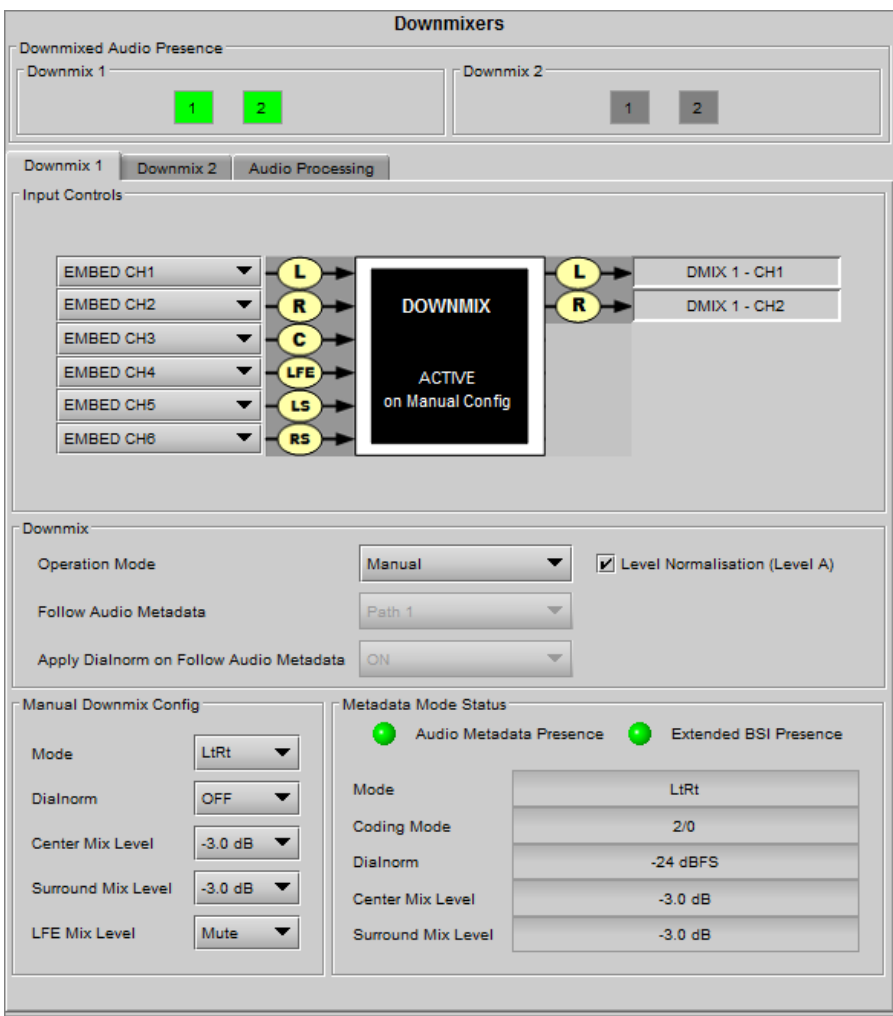 Downmixers
Downmixed Audio Presence
Downmix 1
Downmix 2
1 2
1 2
Downmix 1 Downmix 2 Audio Processing
Input Controls
EMBED CH1 L L DMIX 1 - CH1
EMBED CH2 R R DMIX 1 - CH2
EMBED CH3 C
EMBED CH4 LFE
EMBED CH5 LS
EMBED CH6 RS
DOWNMIX
ACTIVE
on Manual Config
Downmix
Operation Mode Manual Level Normalisation (Level A)
Follow Audio Metadata Path 1
Apply Dialnorm on Follow Audio Metadata ON
Manual Downmix Config
Mode LtRt
Dialnorm OFF
Center Mix Level -3.0 dB
Surround Mix Level -3.0 dB
LFE Mix Level Mute
Metadata Mode Status
Audio Metadata Presence Extended BSI Presence
Mode LtRt
Coding Mode 2/0
Dialnorm -24 dBFS
Center Mix Level -3.0 dB
Surround Mix Level -3.0 dB